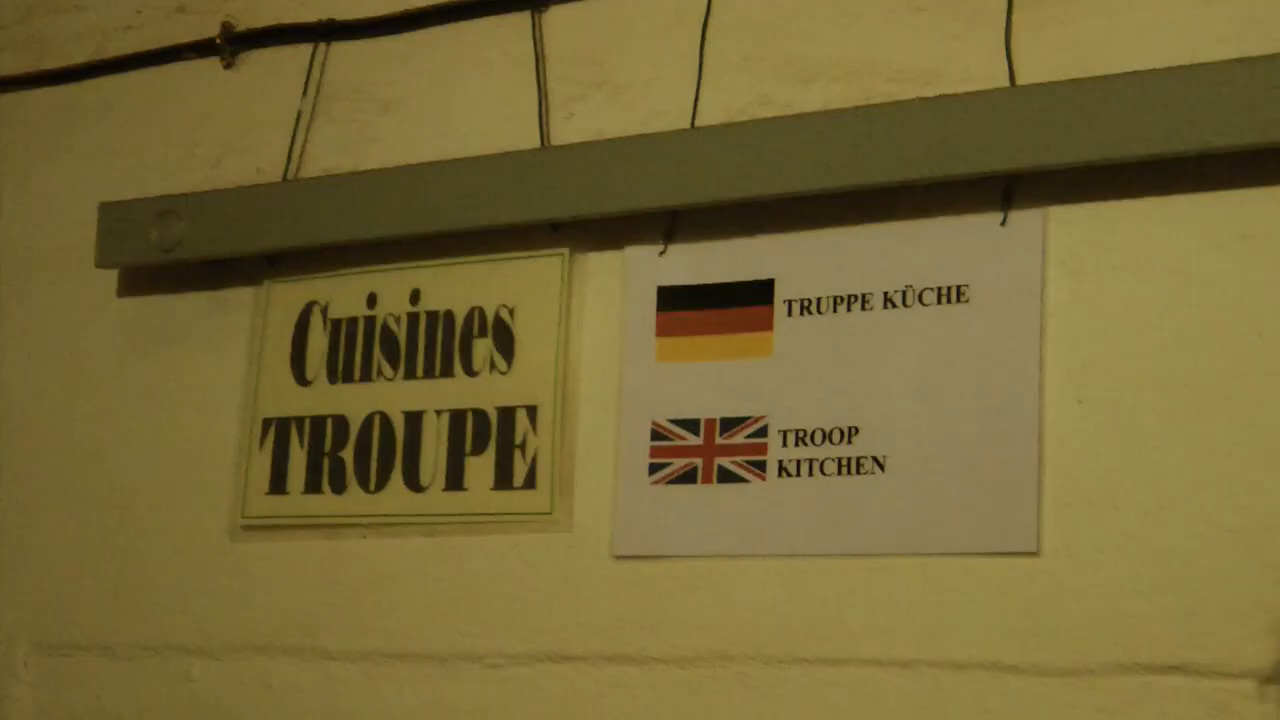 Cuisines
TROUPE
TRUPPE KÜCHE
TROOP
KITCHEN